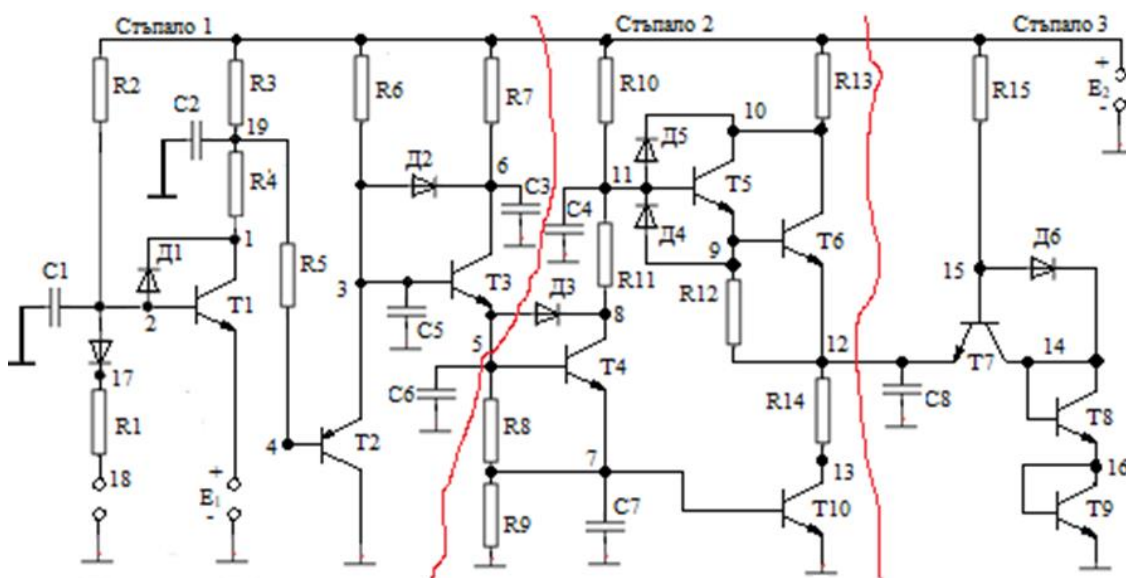 Стъпало 1 Стъпало 2 Стъпало 3
R2 R3 R6 R7 R10 R13 R15 + E2 -
C2 19 10
R4 Д2 6 C3 11 Д5 T5
C4 Д4 T6
1 Д1 R5 9 15 Д6
C1 T1 3 T3 Д3 R11 R12
2 C5 8 12 T7 14
17 5 T4 C8 T8
C6 R14
R1 4 T2 R8 7 13 16
18 T10 T9
+ E1 - R9 C7